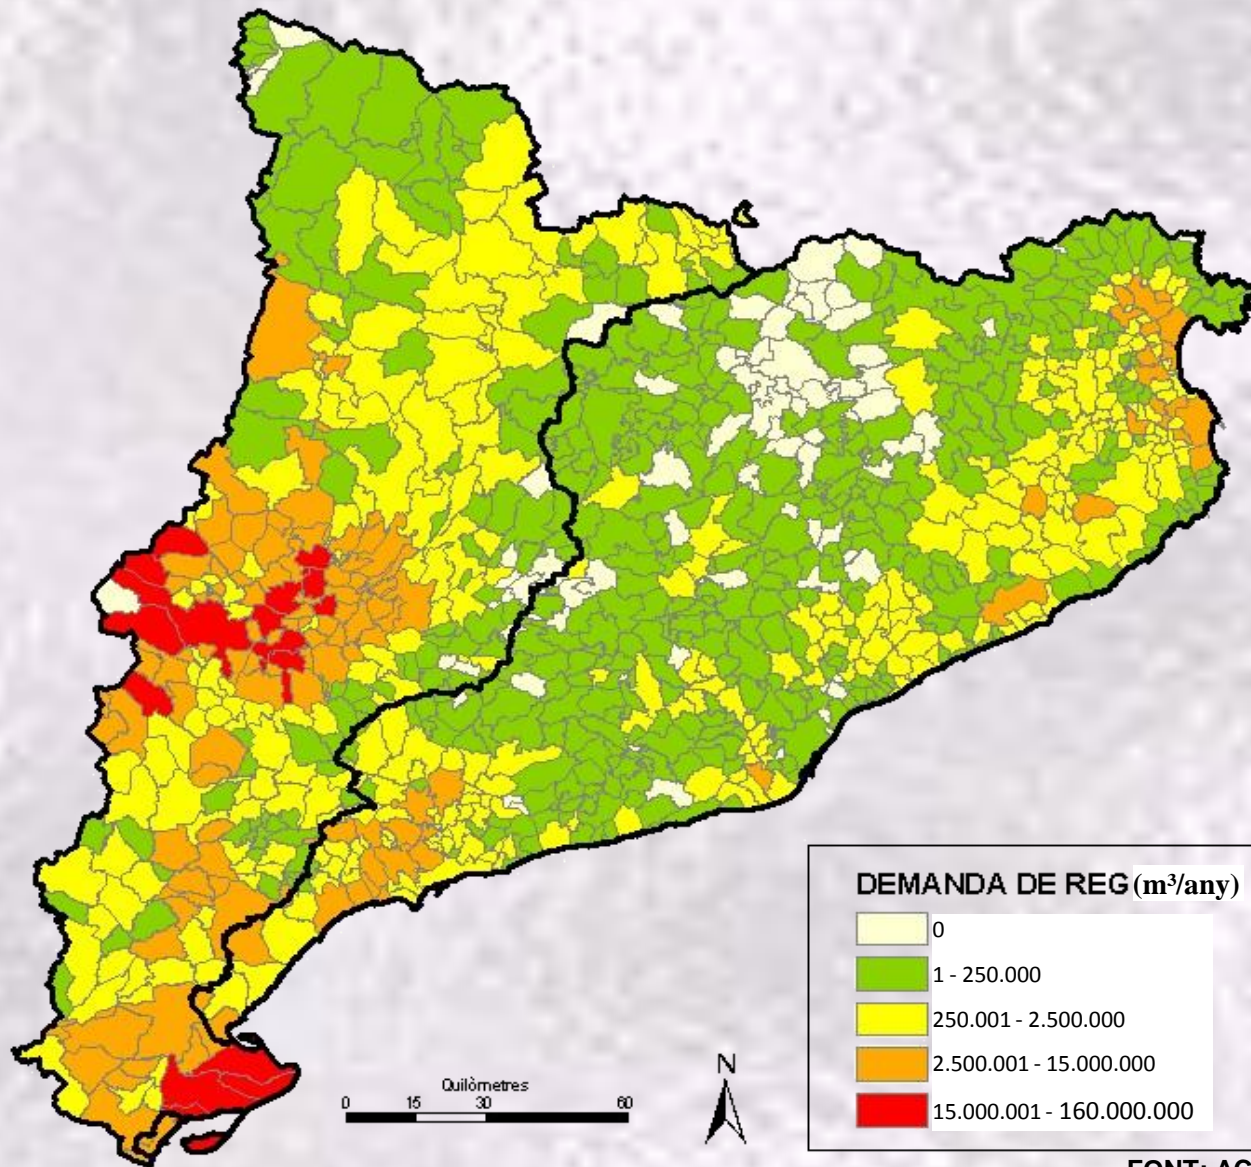 DEMANDA DE REG (m³/any)
0
1 - 250.000
250.001 - 2.500.000
2.500.001 - 15.000.000
15.000.001 - 160.000.000
Quilòmetres
0 15 30 60
N